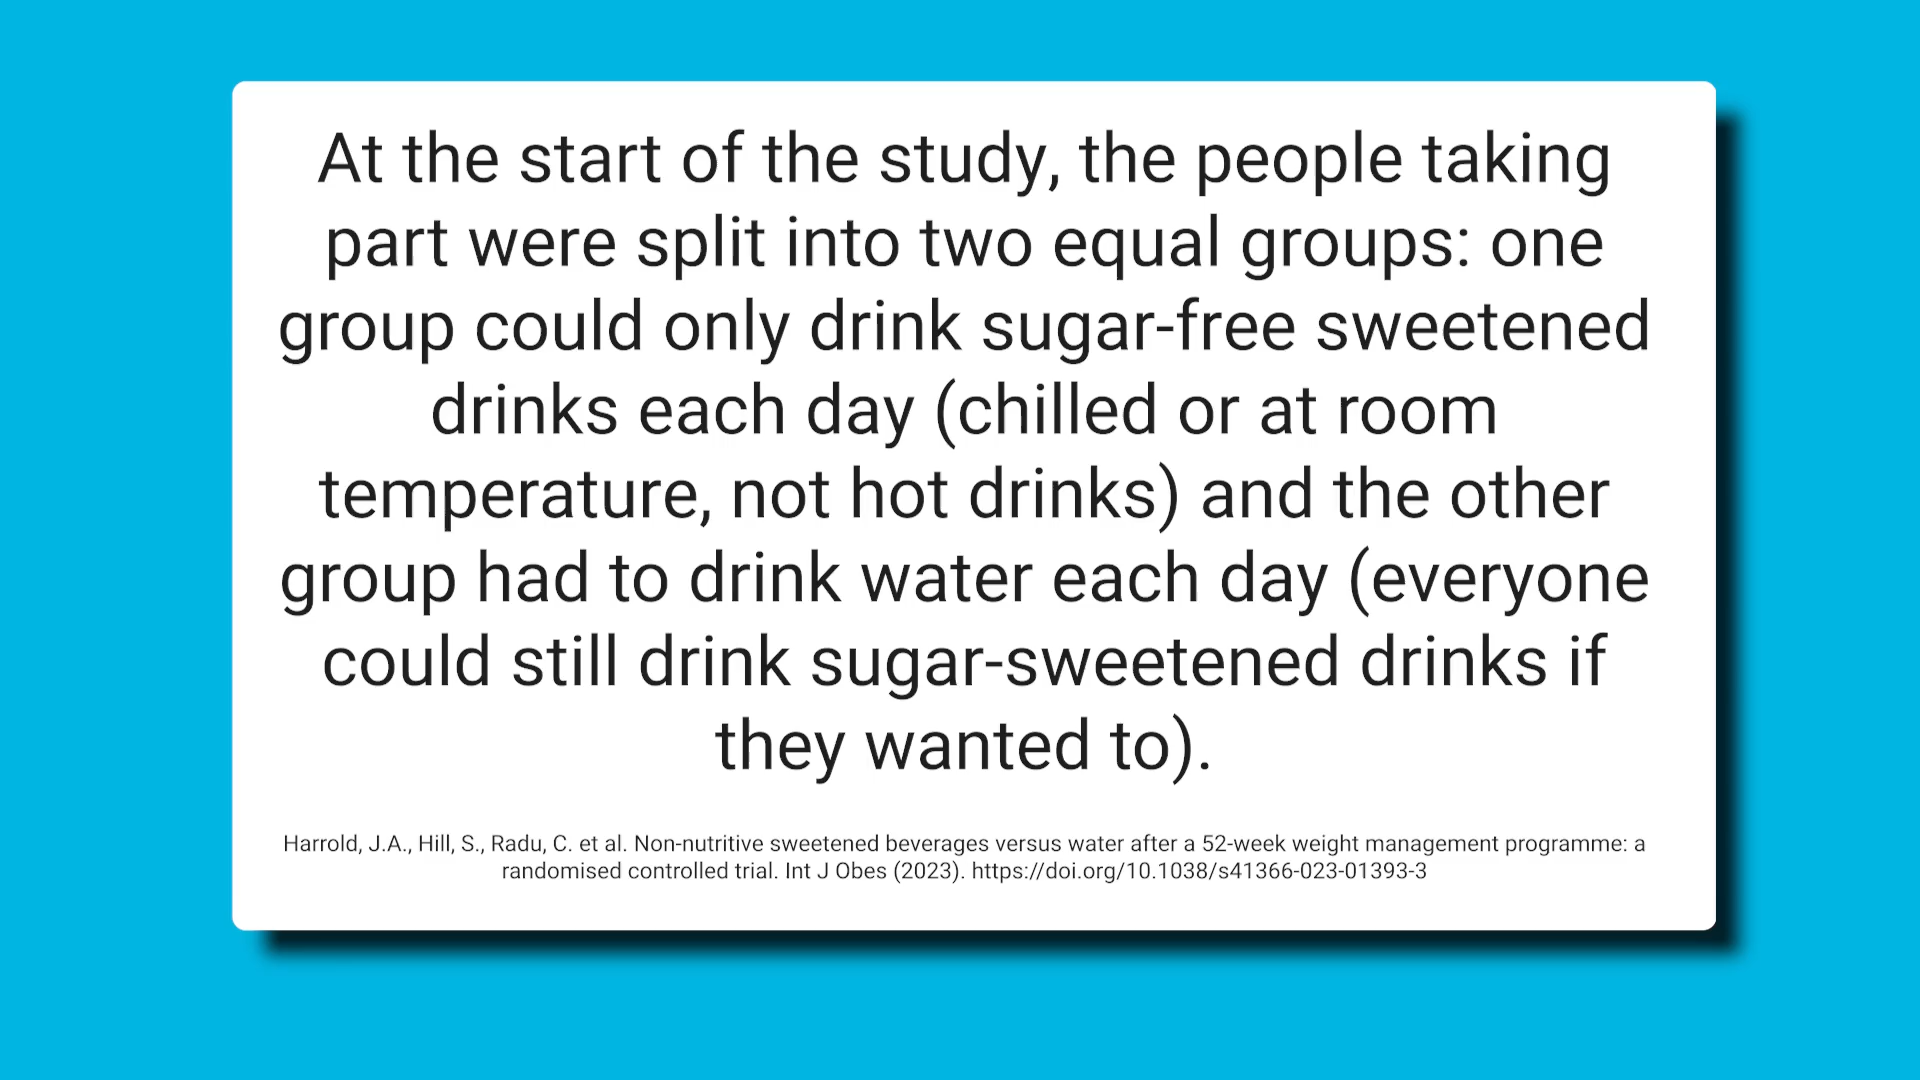 At the start of the study, the people taking
part were split into two equal groups: one
group could only drink sugar-free sweetened
drinks each day (chilled or at room
temperature, not hot drinks) and the other
group had to drink water each day (everyone
could still drink sugar-sweetened drinks if
they wanted to).
Harrold, J.A., Hill, S., Radu, C. et al. Non-nutritive sweetened beverages versus water after a 52-week weight management programme: a
randomised controlled trial. Int J Obes (2023). https://doi.org/10.1038/s41366-023-01393-3